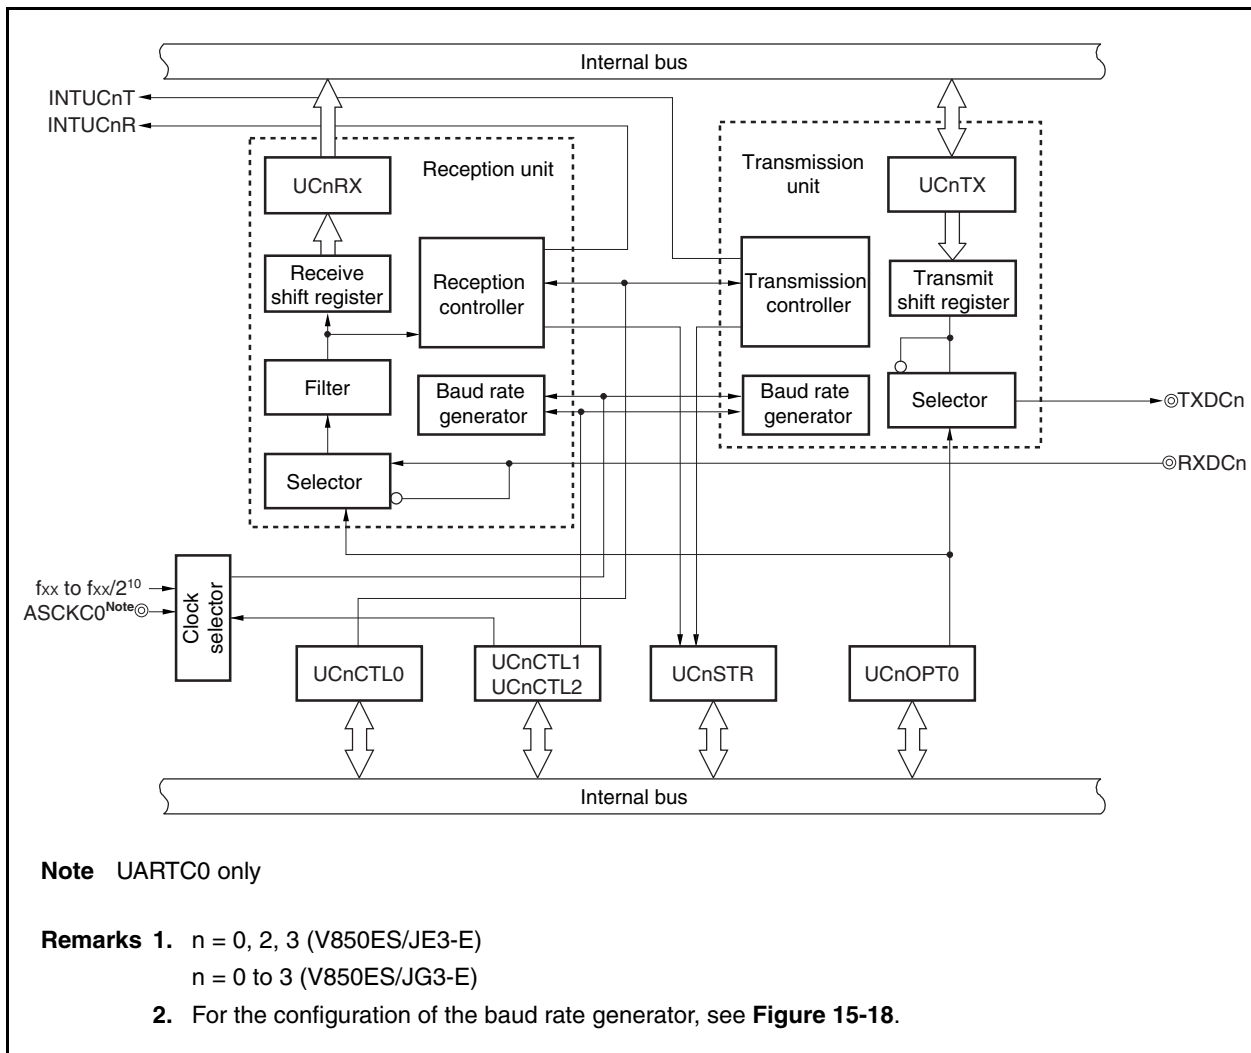 Internal bus
INTUCnT
INTUCnR
Reception unit
Transmission
unit
UCnRX
UCnTX
Receive
shift register
Reception
controller
Transmission
controller
Transmit
shift register
Filter
Baud rate
generator
Baud rate
generator
Selector
TXDCn
Selector
RXDCn
fxx to fxx/2¹⁰
ASCKC0Note
Clock
selector
UCnCTL0
UCnCTL1
UCnCTL2
UCnSTR
UCnOPT0
Internal bus
Note UARTC0 only
Remarks 1. n = 0, 2, 3 (V850ES/JE3-E)
n = 0 to 3 (V850ES/JG3-E)
2. For the configuration of the baud rate generator, see Figure 15-18.